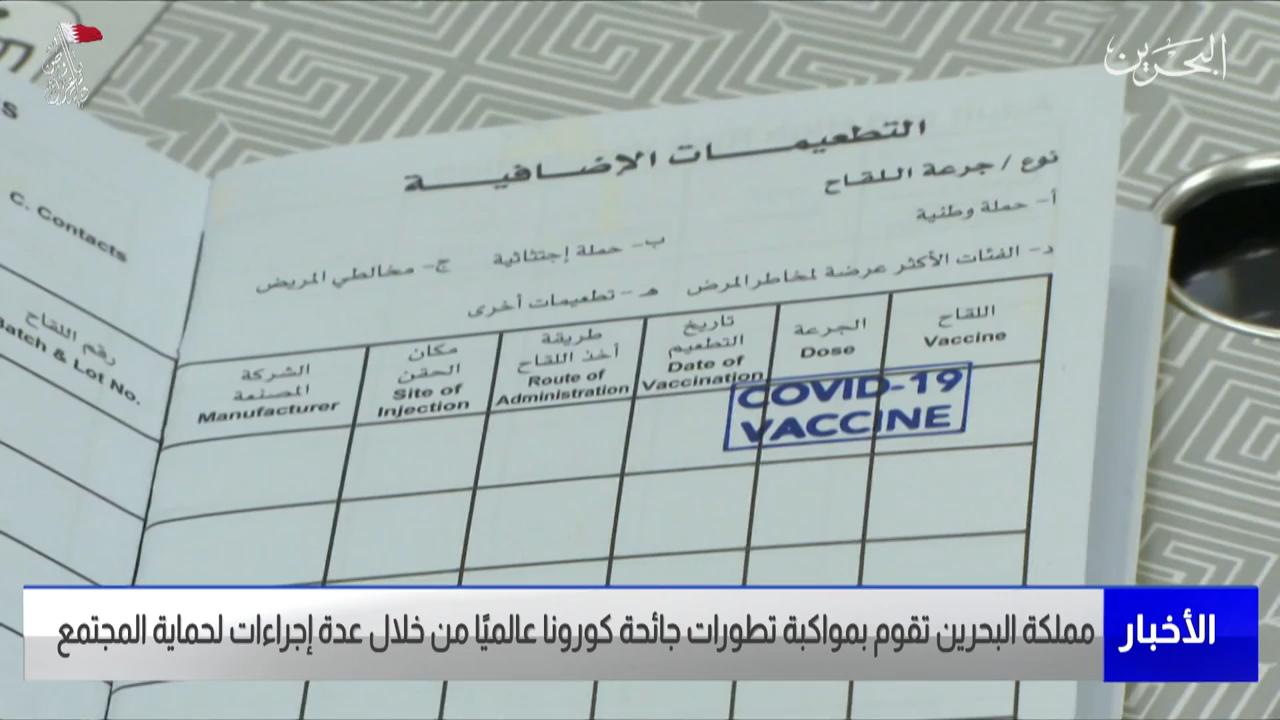 البحرين
S
C. Contacts
رقم اللقاح
Batch & Lot No.
التطعيمـــات الإضـــافيـــة
نوع / جرعة اللقاح
أ- حملة وطنية
ب- حملة إجتثاثية
ج- مخالطي المريض
د- الفئات الأكثر عرضة لمخاطر المرض
هـ - تطعيمات أخرى
اللقاح
Vaccine
الجرعة
Dose
تاريخ
التطعيم
Date of
Vaccination
طريقة
أخذ اللقاح
Route of
Administration
مكان
الحقن
Site of
Injection
الشركة
المصنعة
Manufacturer
COVID-19
VACCINE
الأخبار
مملكة البحرين تقوم بمواكبة تطورات جائحة كورونا عالميًا من خلال عدة إجراءات لحماية المجتمع